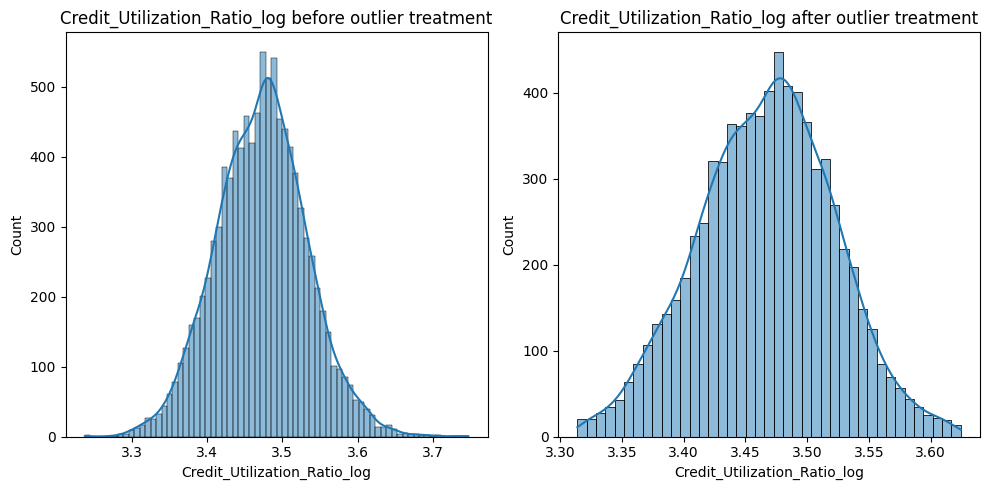 Credit_Utilization_Ratio_log before outlier treatment
500
400
300
200
100
0
Count
3.3 3.4 3.5 3.6 3.7
Credit_Utilization_Ratio_log
Credit_Utilization_Ratio_log after outlier treatment
400
300
200
100
0
Count
3.30 3.35 3.40 3.45 3.50 3.55 3.60
Credit_Utilization_Ratio_log